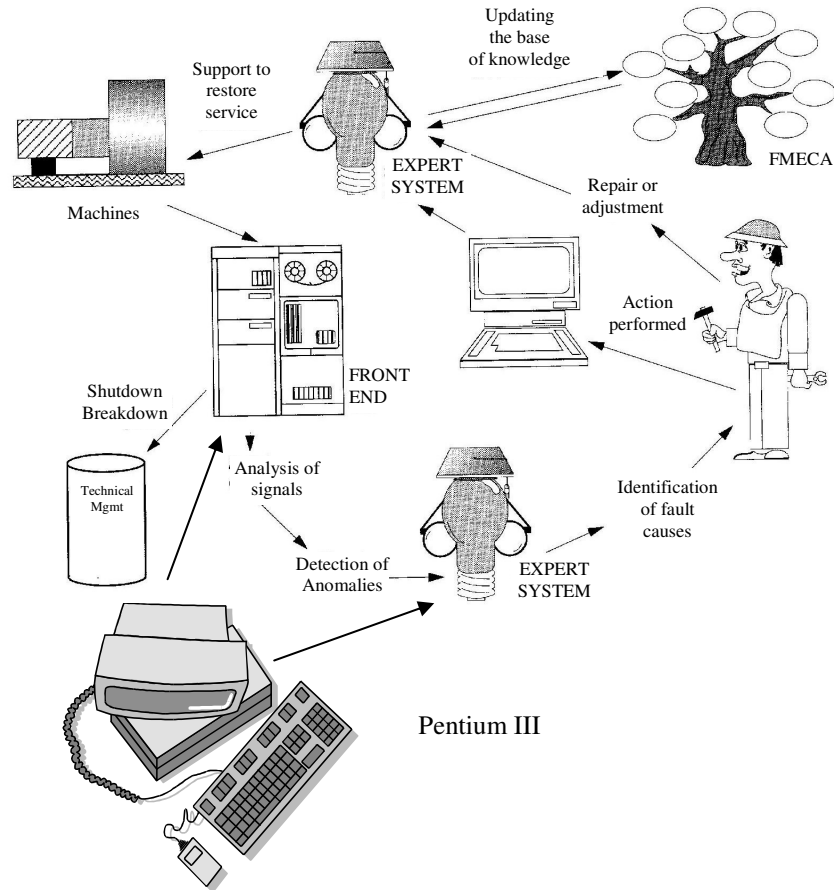 Updating
the base
of knowledge
Support to
restore
service
EXPERT
SYSTEM
FMECA
Machines
Repair or
adjustment
Action
performed
FRONT
END
Shutdown
Breakdown
Technical
Mgmt
Analysis of
signals
Identification
of fault
causes
Detection of
Anomalies
EXPERT
SYSTEM
Pentium III